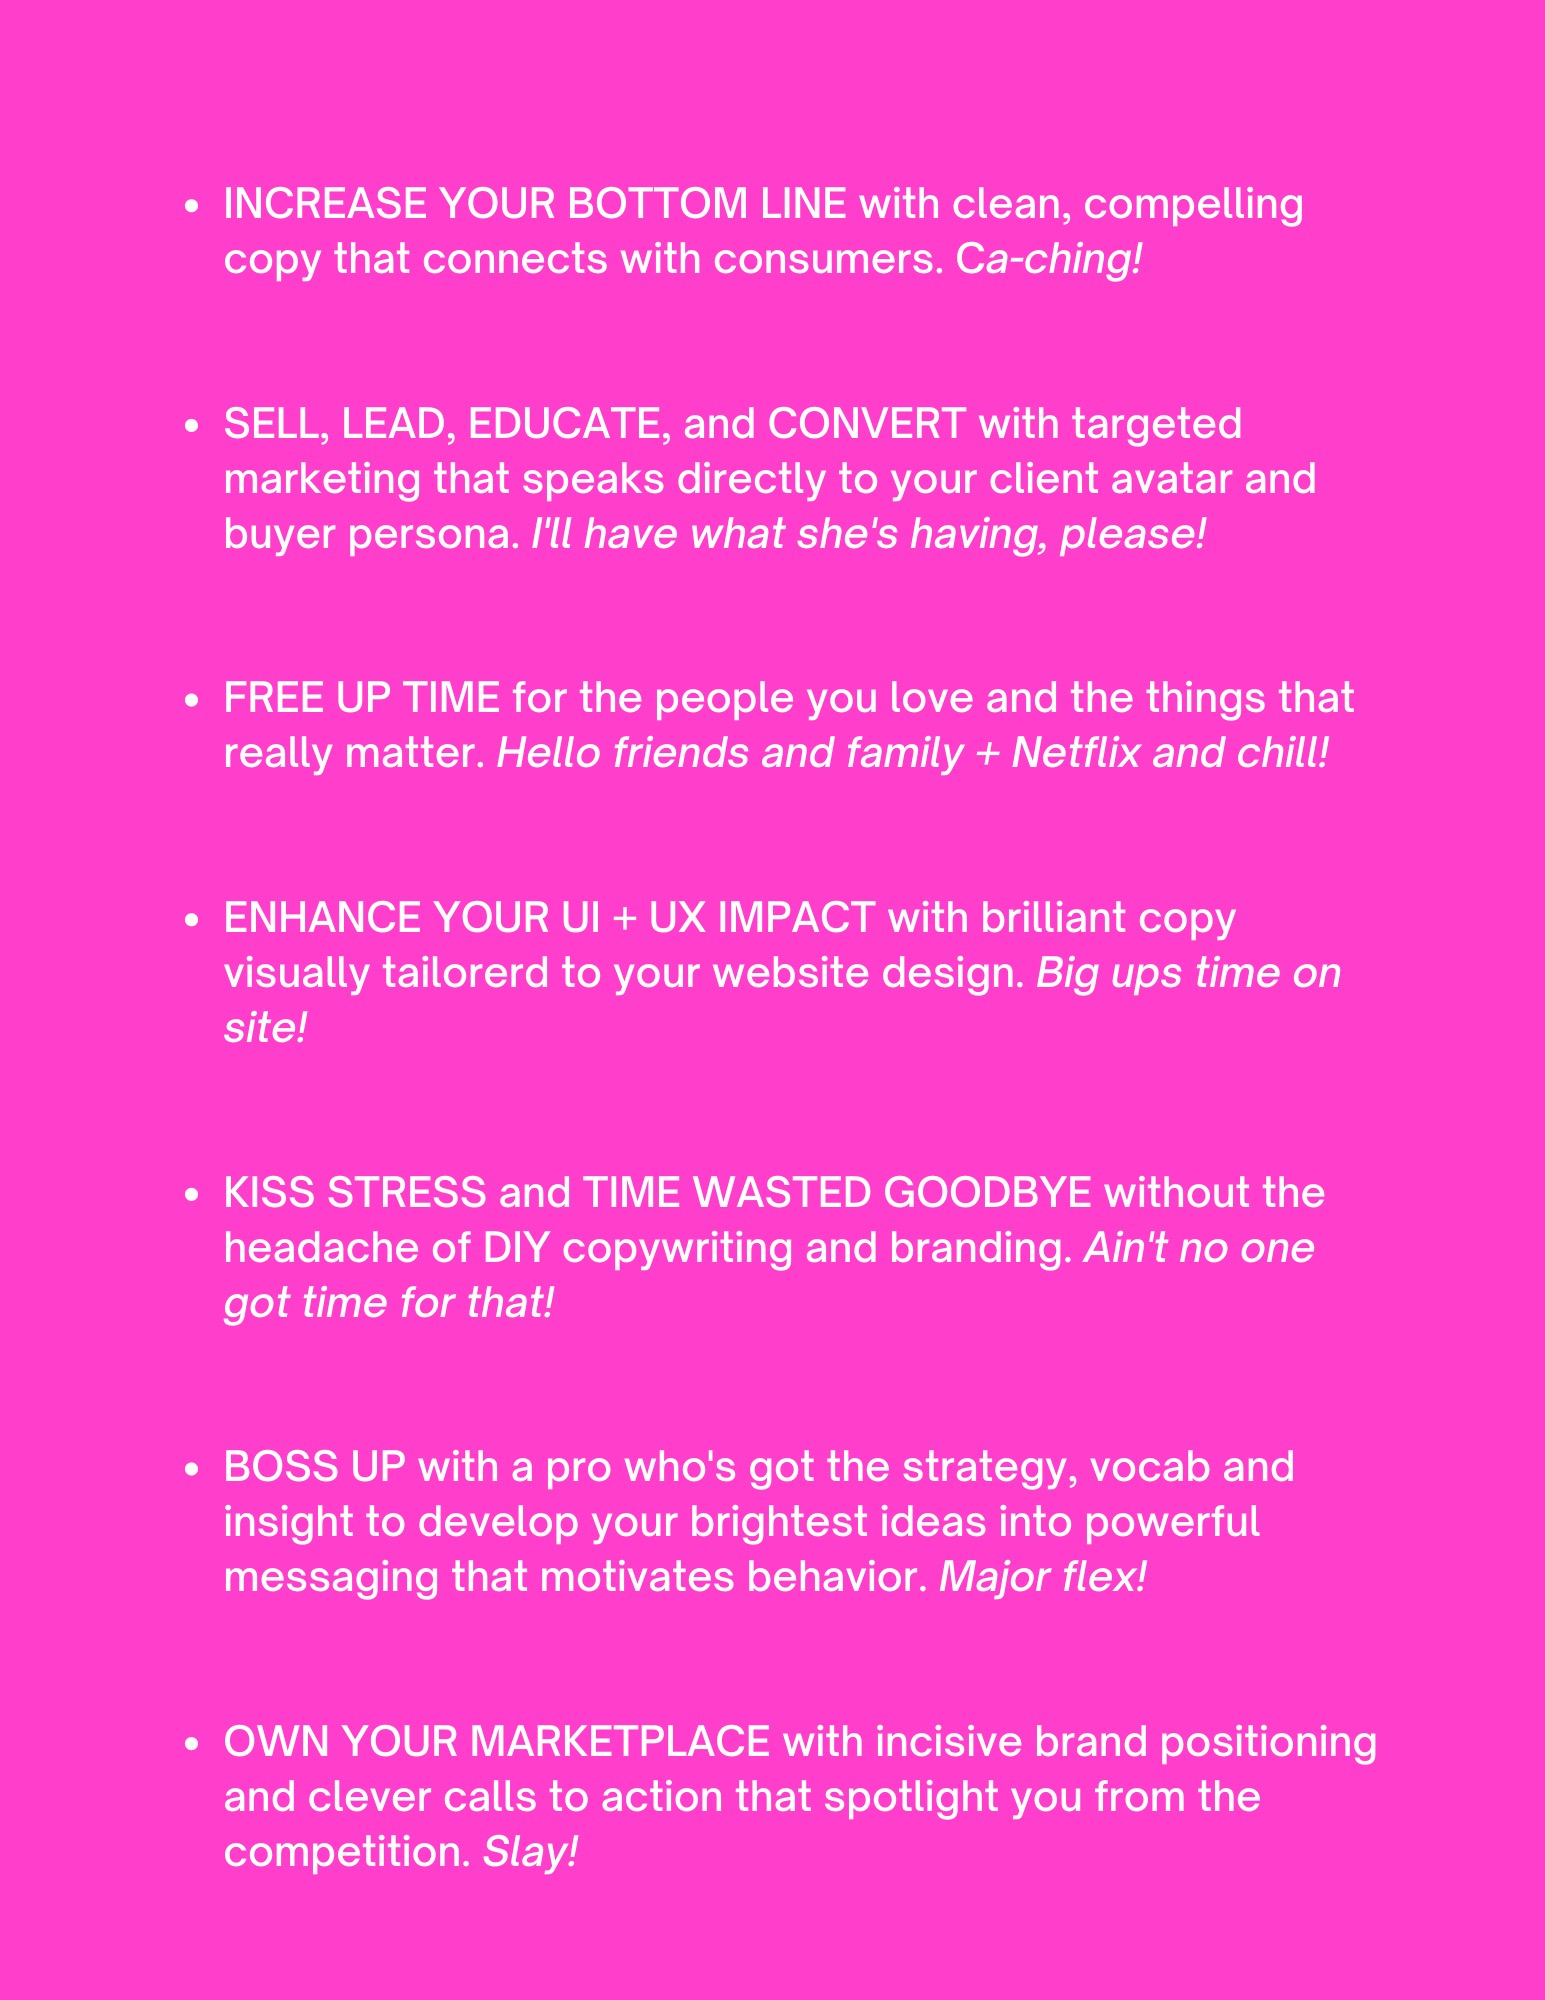 • INCREASE YOUR BOTTOM LINE with clean, compelling
copy that connects with consumers. Ca-ching!
• SELL, LEAD, EDUCATE, and CONVERT with targeted
marketing that speaks directly to your client avatar and
buyer persona. I'll have what she's having, please!
• FREE UP TIME for the people you love and the things that
really matter. Hello friends and family + Netflix and chill!
• ENHANCE YOUR UI + UX IMPACT with brilliant copy
visually tailorerd to your website design. Big ups time on
site!
• KISS STRESS and TIME WASTED GOODBYE without the
headache of DIY copywriting and branding. Ain't no one
got time for that!
• BOSS UP with a pro who's got the strategy, vocab and
insight to develop your brightest ideas into powerful
messaging that motivates behavior. Major flex!
• OWN YOUR MARKETPLACE with incisive brand positioning
and clever calls to action that spotlight you from the
competition. Slay!